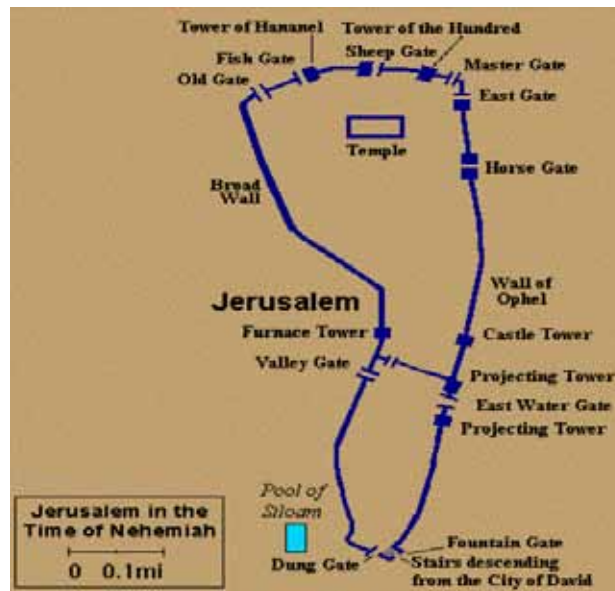 Tower of Hananel
Tower of the Hundred
Fish Gate
Sheep Gate
Master Gate
Old Gate
East Gate
Temple
Horse Gate
Broad
Wall
Wall of
Ophel
Jerusalem
Furnace Tower
Castle Tower
Valley Gate
Projecting Tower
East Water Gate
Projecting Tower
Pool of
Siloam
Jerusalem in the
Time of Nehemiah
0 0.1mi
Fountain Gate
Dung Gate
Stairs descending
from the City of David